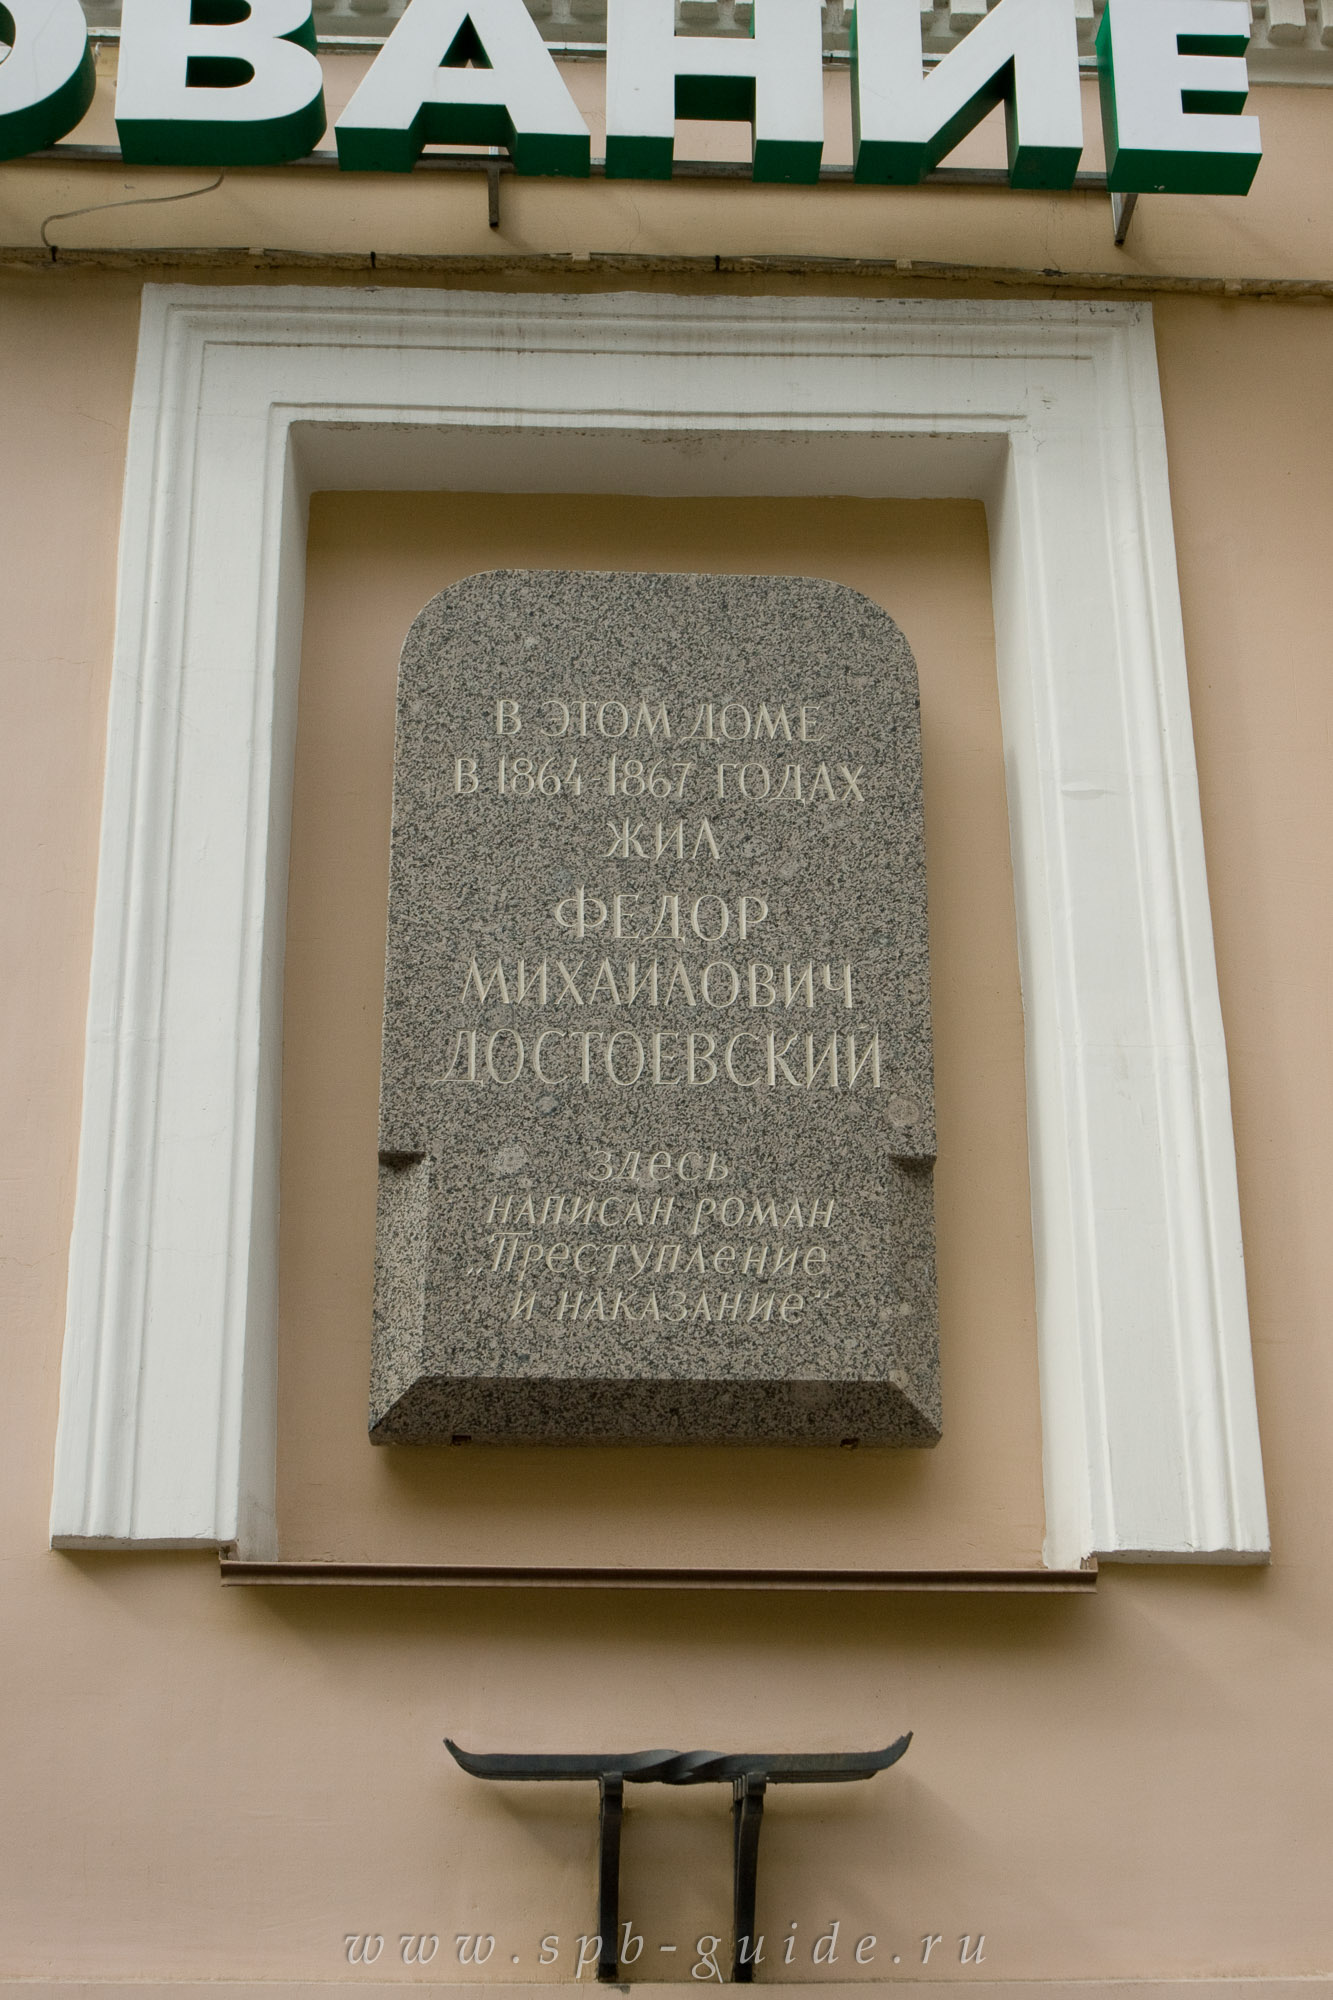 ОВАНИЕ
В ЭТОМ ДОМЕ
В 1864 1867 ГОДАХ
ЖИЛ
ФЕДОР
МИХАИЛОВИЧ
ДОСТОЕВСКИЙ
здесь
написан роман
„Преступление
и наказание“
www.spb-guide.ru